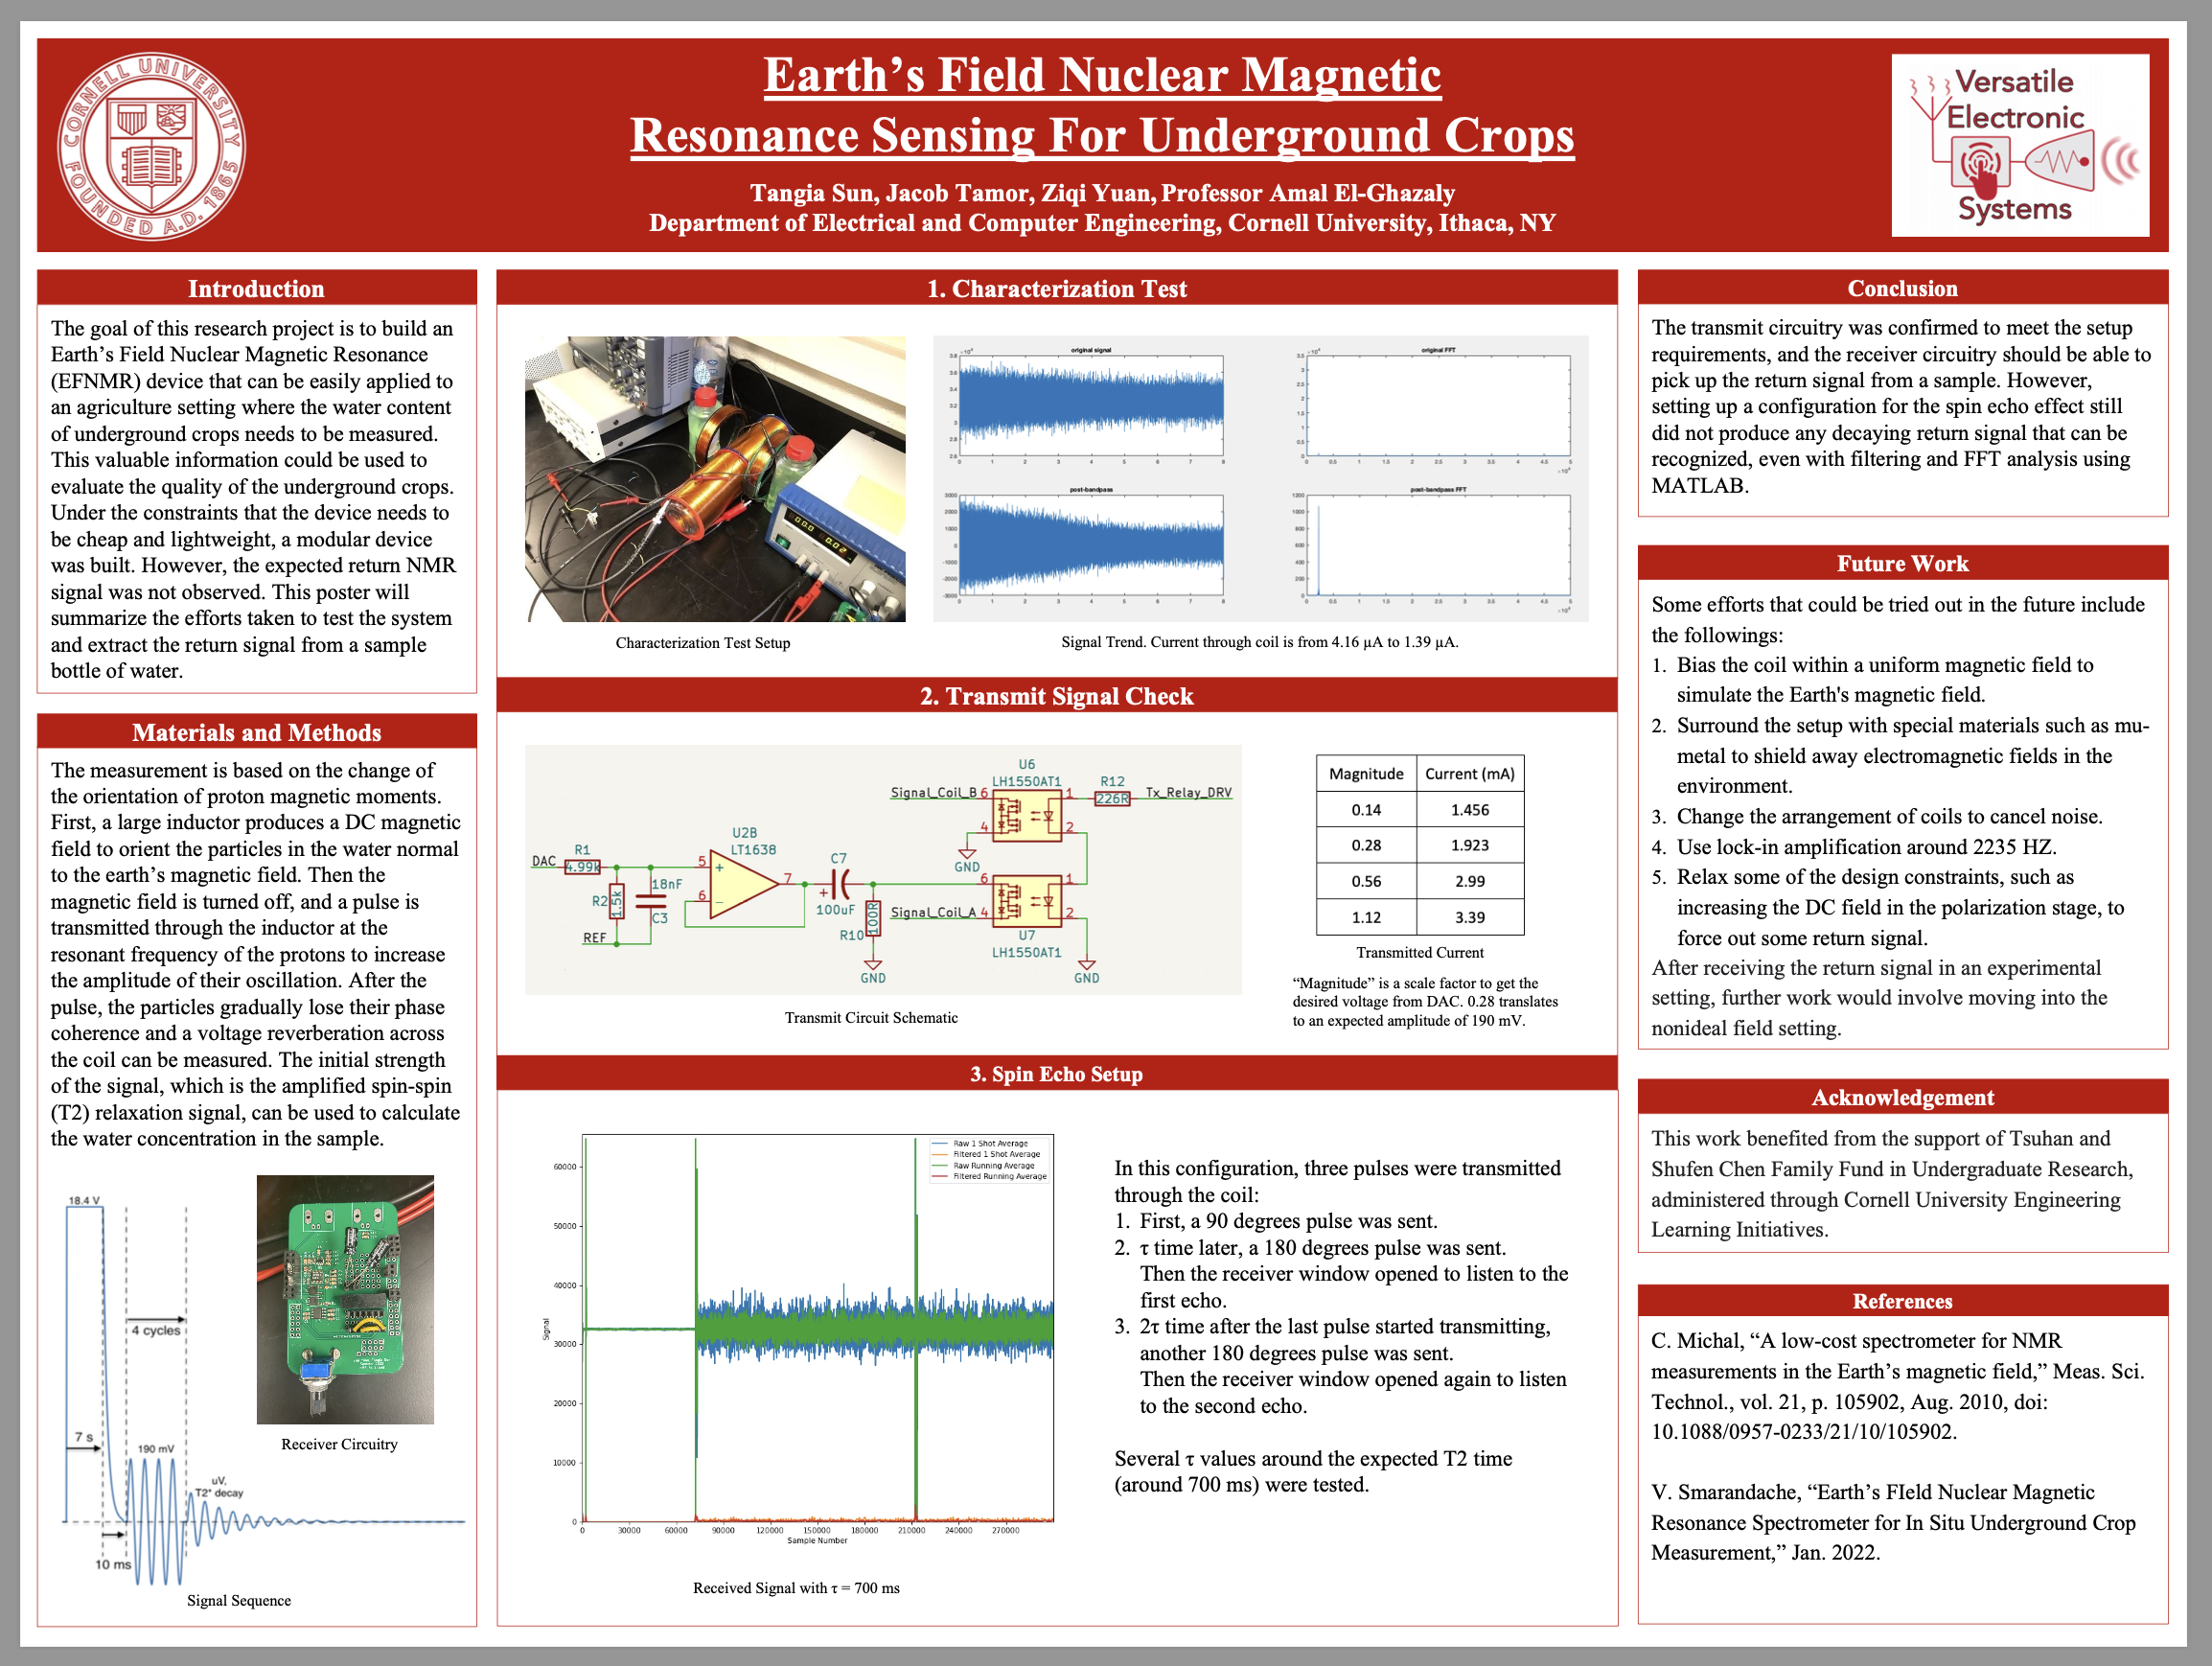 CORNELL UNIVERSITY
FOUNDED A.D. 1865
Earth’s Field Nuclear Magnetic
Resonance Sensing For Underground Crops
Tangia Sun, Jacob Tamor, Ziqi Yuan, Professor Amal El-Ghazaly
Department of Electrical and Computer Engineering, Cornell University, Ithaca, NY
Versatile
Electronic
Systems
Introduction
The goal of this research project is to build an
Earth’s Field Nuclear Magnetic Resonance
(EFNMR) device that can be easily applied to
an agriculture setting where the water content
of underground crops needs to be measured.
This valuable information could be used to
evaluate the quality of the underground crops.
Under the constraints that the device needs to
be cheap and lightweight, a modular device
was built. However, the expected return NMR
signal was not observed. This poster will
summarize the efforts taken to test the system
and extract the return signal from a sample
bottle of water.
Materials and Methods
The measurement is based on the change of
the orientation of proton magnetic moments.
First, a large inductor produces a DC magnetic
field to orient the particles in the water normal
to the earth’s magnetic field. Then the
magnetic field is turned off, and a pulse is
transmitted through the inductor at the
resonant frequency of the protons to increase
the amplitude of their oscillation. After the
pulse, the particles gradually lose their phase
coherence and a voltage reverberation across
the coil can be measured. The initial strength
of the signal, which is the amplified spin-spin
(T2) relaxation signal, can be used to calculate
the water concentration in the sample.
18.4 V
4 cycles
7 s
190 mV
uV,
T2* decay
10 ms
Signal Sequence
Receiver Circuitry
1. Characterization Test
Characterization Test Setup
original signal
original FFT
post-bandpass
post-bandpass FFT
Signal Trend. Current through coil is from 4.16 µA to 1.39 µA.
2. Transmit Signal Check
DAC
R1
4.99k
R2
1.5k
18nF
C3
REF
U2B
LT1638
5
6
7
C7
100uF
R10
100R
GND
U6
LH1550AT1
Signal_Coil_B 6
4
1
2
GND
R12
226R
Tx_Relay_DRV
6
Signal_Coil_A 4
1
2
U7
LH1550AT1
GND
Transmit Circuit Schematic
Magnitude Current (mA)
0.14 1.456
0.28 1.923
0.56 2.99
1.12 3.39
Transmitted Current
“Magnitude” is a scale factor to get the
desired voltage from DAC. 0.28 translates
to an expected amplitude of 190 mV.
3. Spin Echo Setup
Raw 1 Shot Average
Filtered 1 Shot Average
Raw Running Average
Filtered Running Average
60000
50000
40000
30000
20000
10000
0
Signal
0 30000 60000 90000 120000 150000 180000 210000 240000 270000
Sample Number
Received Signal with τ = 700 ms
In this configuration, three pulses were transmitted
through the coil:
1. First, a 90 degrees pulse was sent.
2. τ time later, a 180 degrees pulse was sent.
Then the receiver window opened to listen to the
first echo.
3. 2τ time after the last pulse started transmitting,
another 180 degrees pulse was sent.
Then the receiver window opened again to listen
to the second echo.
Several τ values around the expected T2 time
(around 700 ms) were tested.
Conclusion
The transmit circuitry was confirmed to meet the setup
requirements, and the receiver circuitry should be able to
pick up the return signal from a sample. However,
setting up a configuration for the spin echo effect still
did not produce any decaying return signal that can be
recognized, even with filtering and FFT analysis using
MATLAB.
Future Work
Some efforts that could be tried out in the future include
the followings:
1. Bias the coil within a uniform magnetic field to
simulate the Earth's magnetic field.
2. Surround the setup with special materials such as mu-
metal to shield away electromagnetic fields in the
environment.
3. Change the arrangement of coils to cancel noise.
4. Use lock-in amplification around 2235 HZ.
5. Relax some of the design constraints, such as
increasing the DC field in the polarization stage, to
force out some return signal.
After receiving the return signal in an experimental
setting, further work would involve moving into the
nonideal field setting.
Acknowledgement
This work benefited from the support of Tsuhan and
Shufen Chen Family Fund in Undergraduate Research,
administered through Cornell University Engineering
Learning Initiatives.
References
C. Michal, “A low-cost spectrometer for NMR
measurements in the Earth’s magnetic field,” Meas. Sci.
Technol., vol. 21, p. 105902, Aug. 2010, doi:
10.1088/0957-0233/21/10/105902.
V. Smarandache, “Earth’s FIeld Nuclear Magnetic
Resonance Spectrometer for In Situ Underground Crop
Measurement,” Jan. 2022.